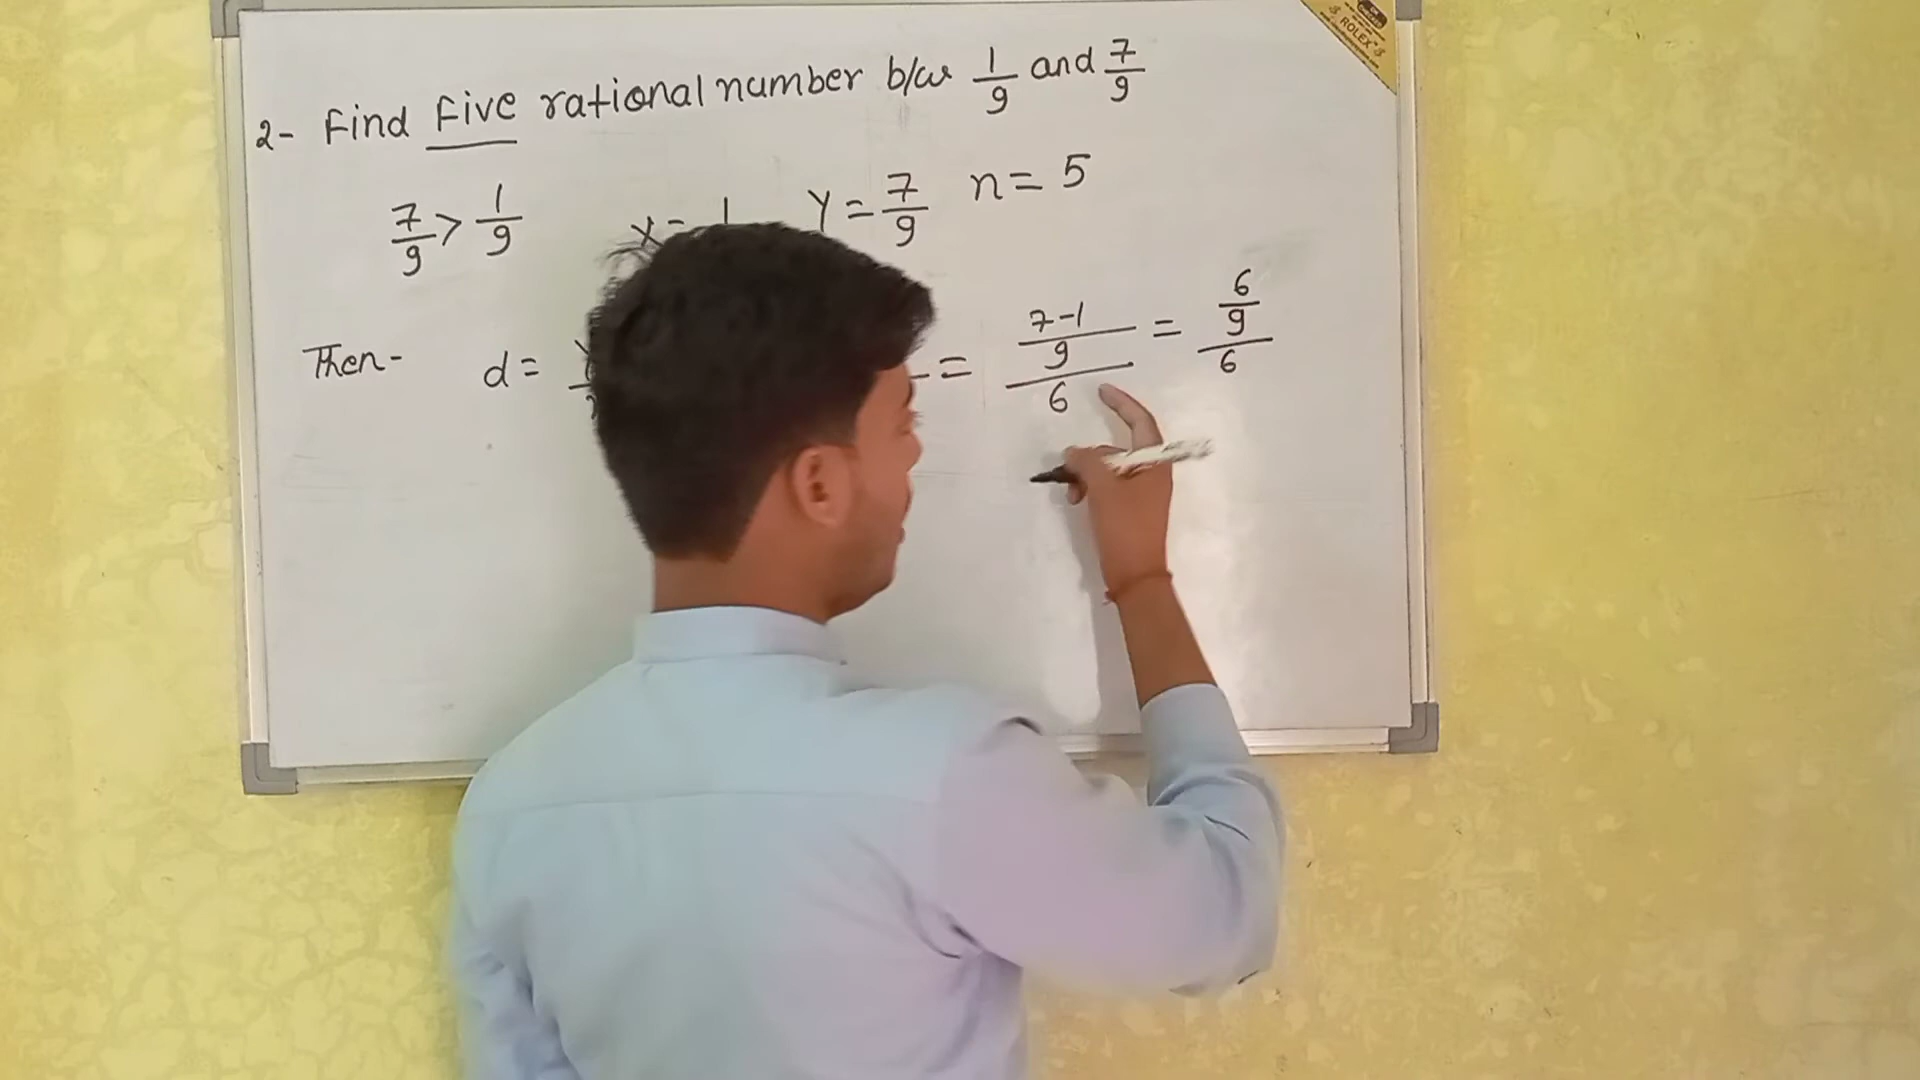 2- Find Five rational number b/w 1/9 and 7/9
7/9 > 1/9 x = 1 Y = 7/9 n = 5
Then- d = = (7-1)/9/6 = 6/9/6
ROLEX